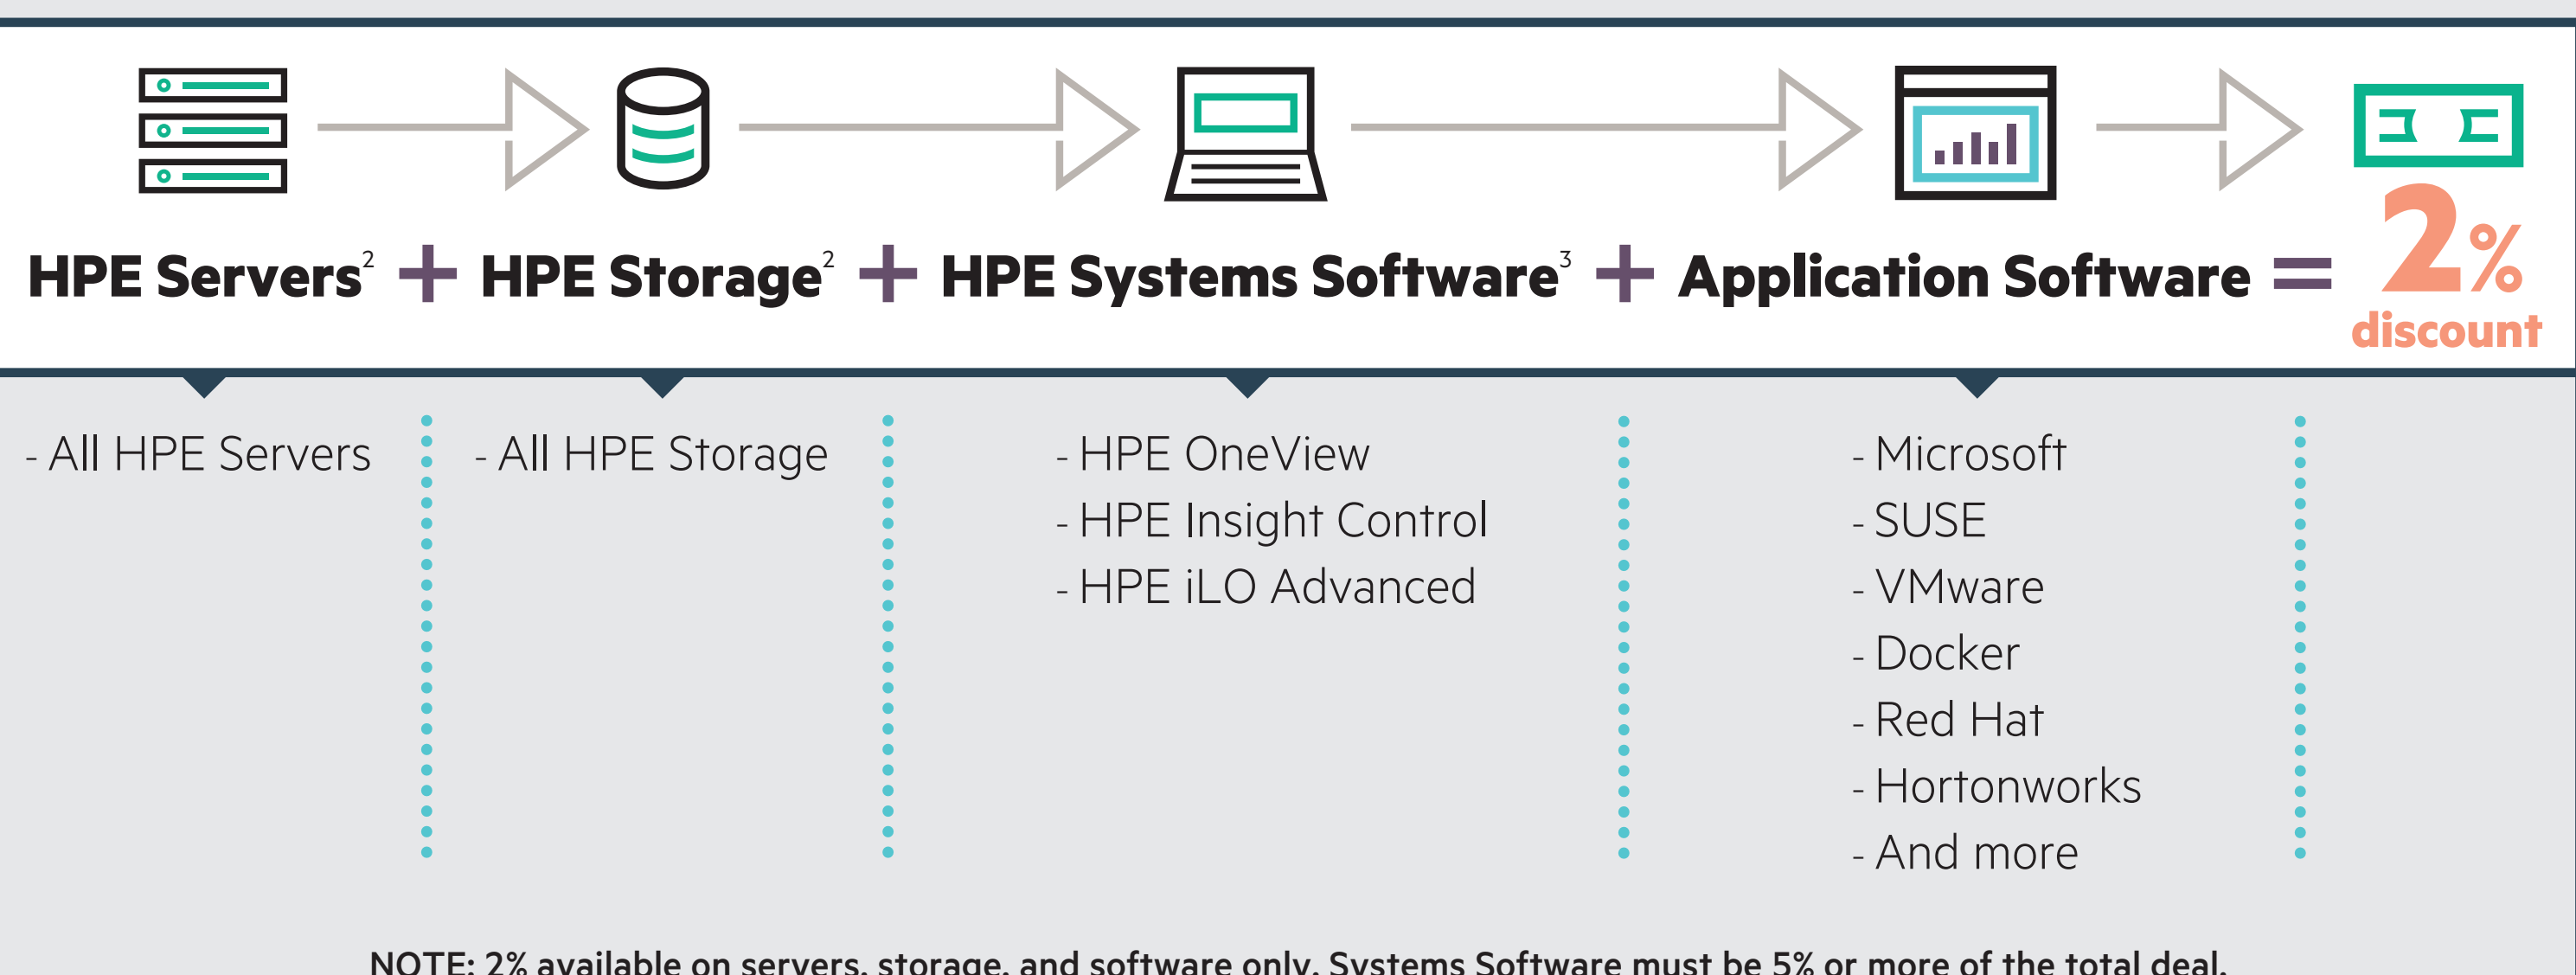 HPE Servers2 + HPE Storage2 + HPE Systems Software3 + Application Software = 2% discount
- All HPE Servers
- All HPE Storage
- HPE OneView
- HPE Insight Control
- HPE iLO Advanced
- Microsoft
- SUSE
- VMware
- Docker
- Red Hat
- Hortonworks
- And more
NOTE: 2% available on servers, storage, and software only. Systems Software must be 5% or more of the total deal.